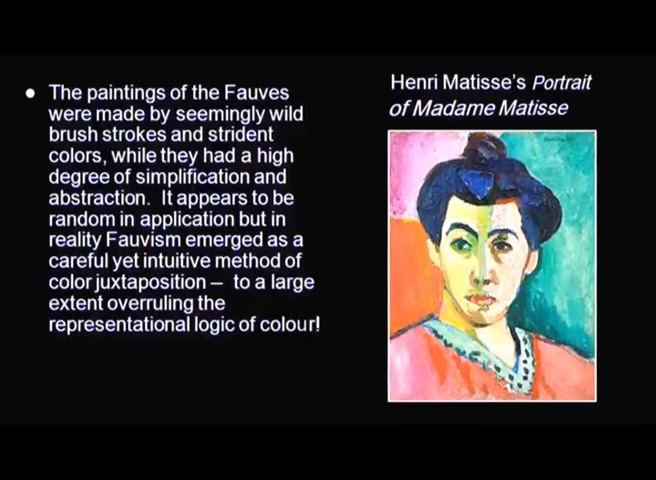 ● The paintings of the Fauves
were made by seemingly wild
brush strokes and strident
colors, while they had a high
degree of simplification and
abstraction.  It appears to be
random in application but in
reality Fauvism emerged as a
careful yet intuitive method of
color juxtaposition –  to a large
extent overruling the
representational logic of colour!
Henri Matisse's Portrait
of Madame Matisse